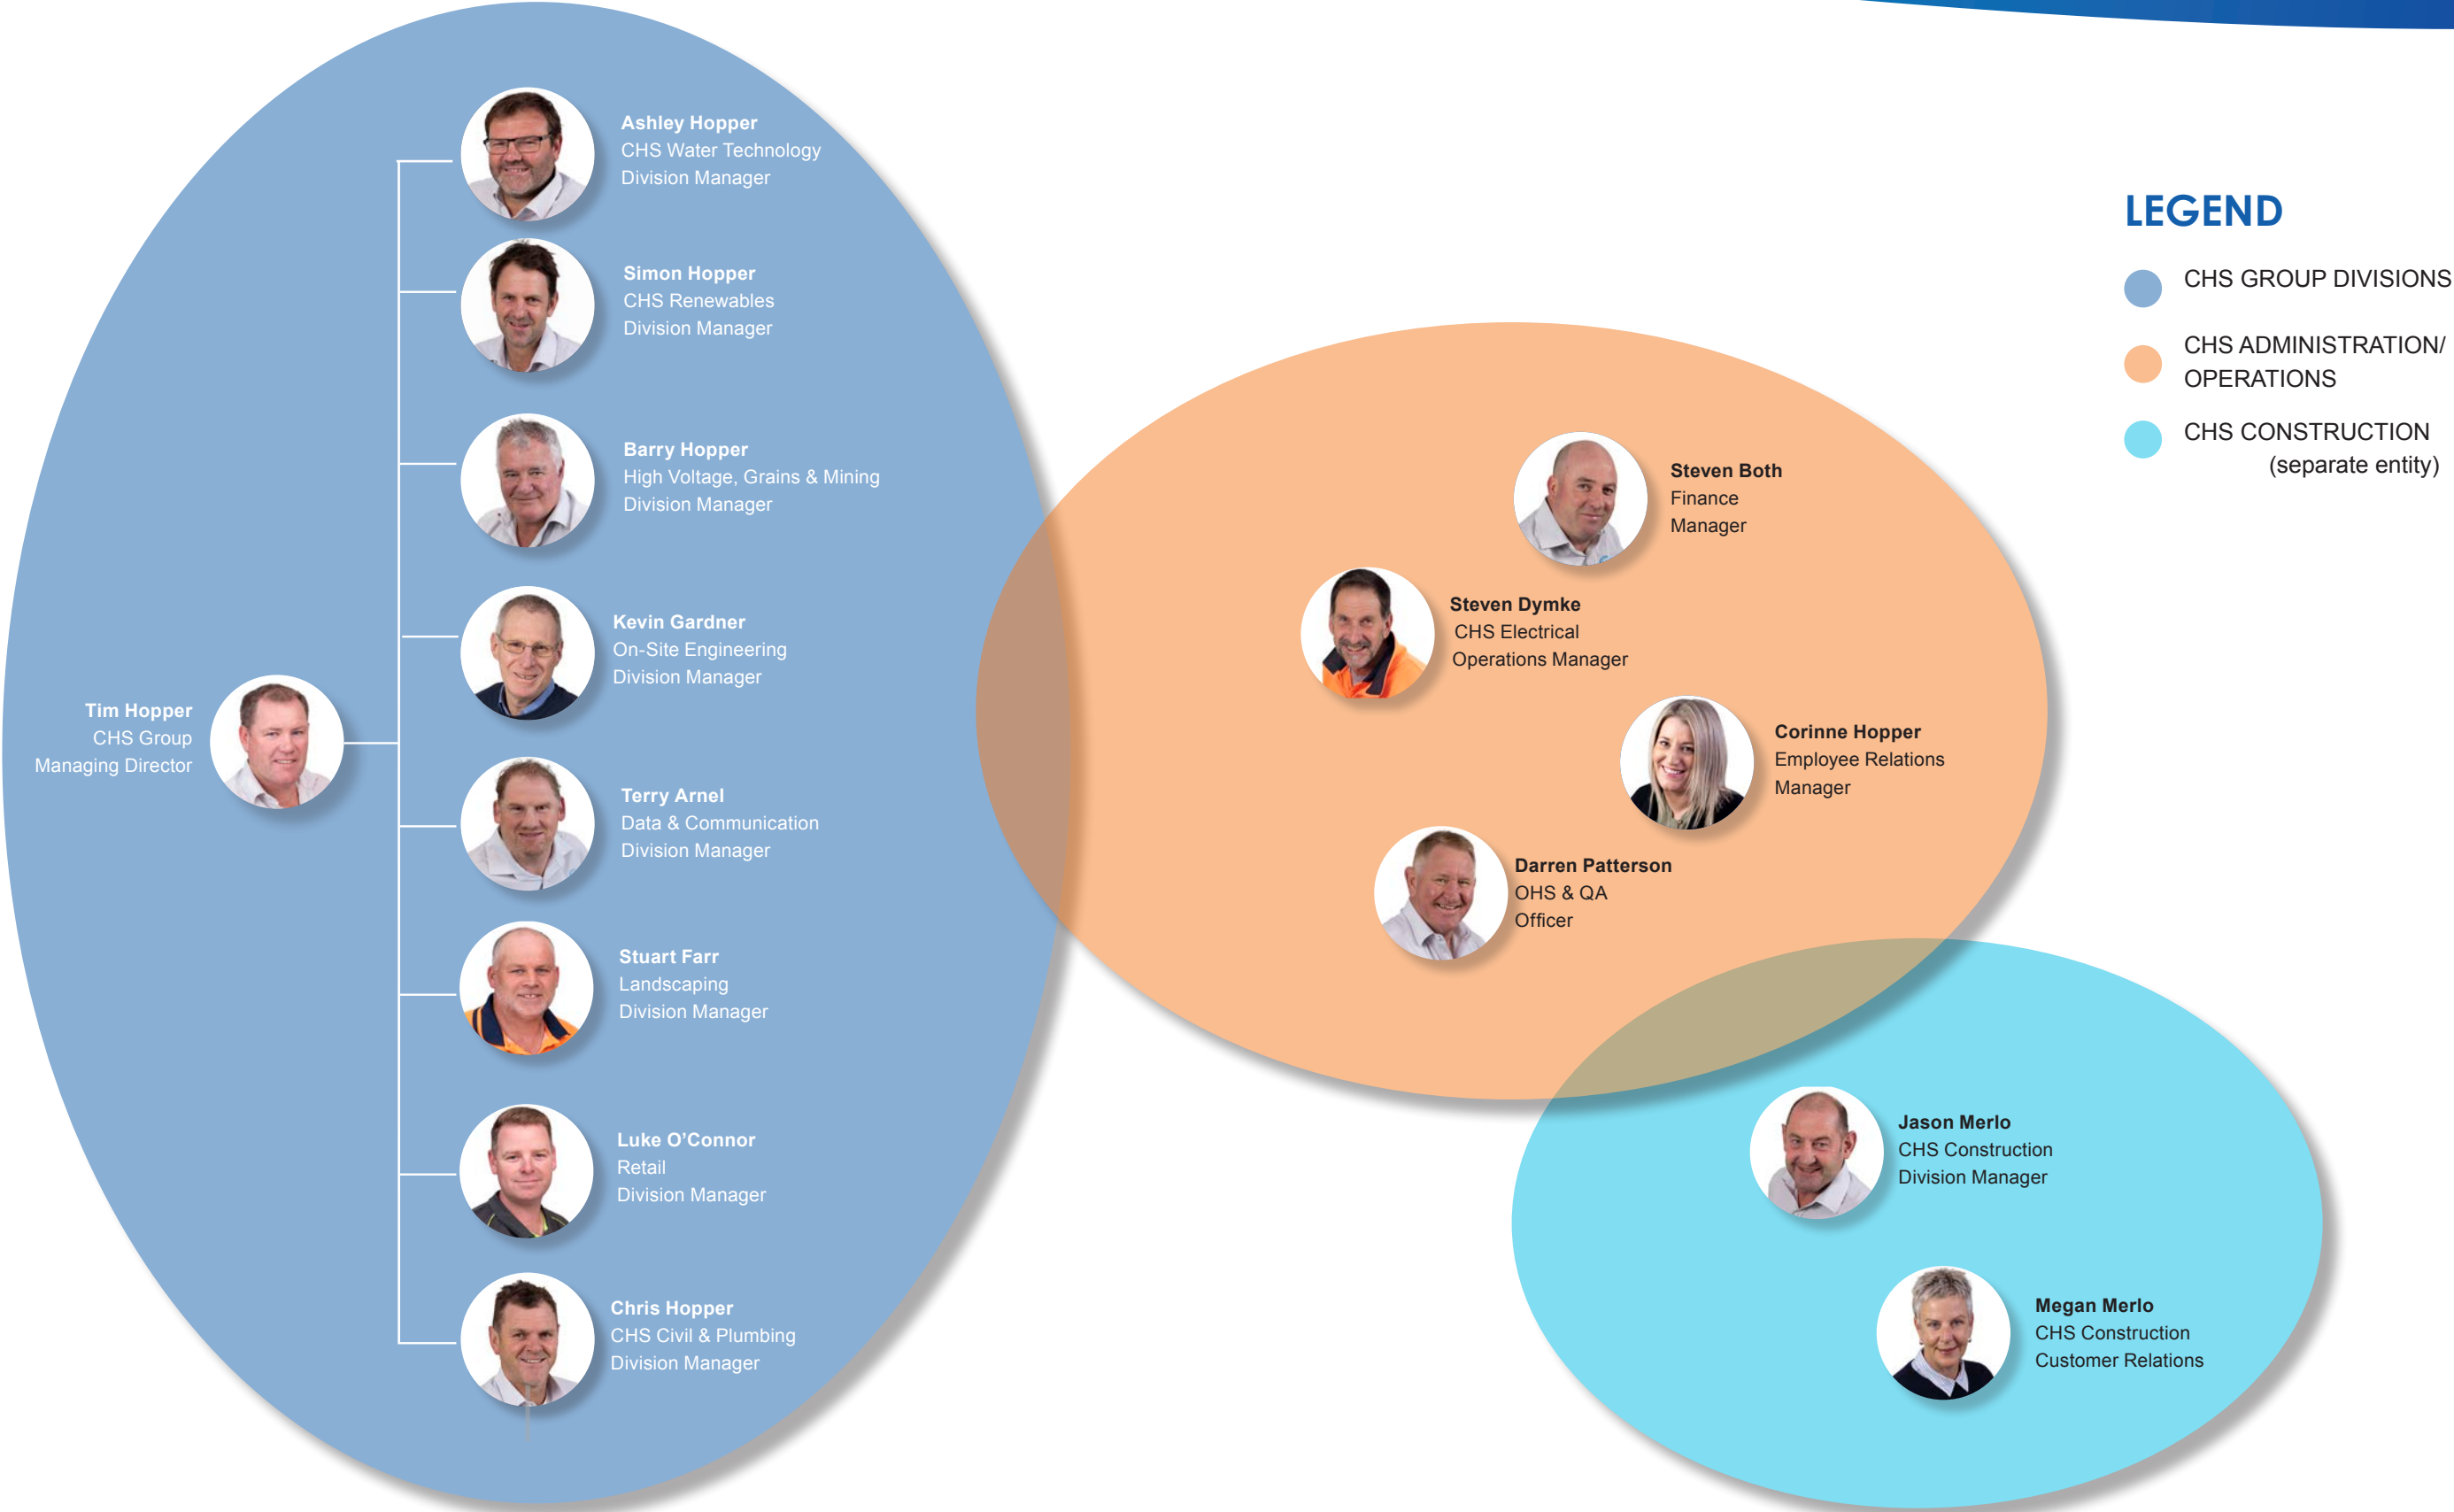 Ashley Hopper
CHS Water Technology
Division Manager
Simon Hopper
CHS Renewables
Division Manager
Barry Hopper
High Voltage, Grains & Mining
Division Manager
Kevin Gardner
On-Site Engineering
Division Manager
Tim Hopper
CHS Group
Managing Director
Terry Arnel
Data & Communication
Division Manager
Stuart Farr
Landscaping
Division Manager
Luke O’Connor
Retail
Division Manager
Chris Hopper
CHS Civil & Plumbing
Division Manager
Steven Both
Finance
Manager
Steven Dymke
CHS Electrical
Operations Manager
Corinne Hopper
Employee Relations
Manager
Darren Patterson
OHS & QA
Officer
Jason Merlo
CHS Construction
Division Manager
Megan Merlo
CHS Construction
Customer Relations
LEGEND
CHS GROUP DIVISIONS
CHS ADMINISTRATION/
OPERATIONS
CHS CONSTRUCTION
(separate entity)